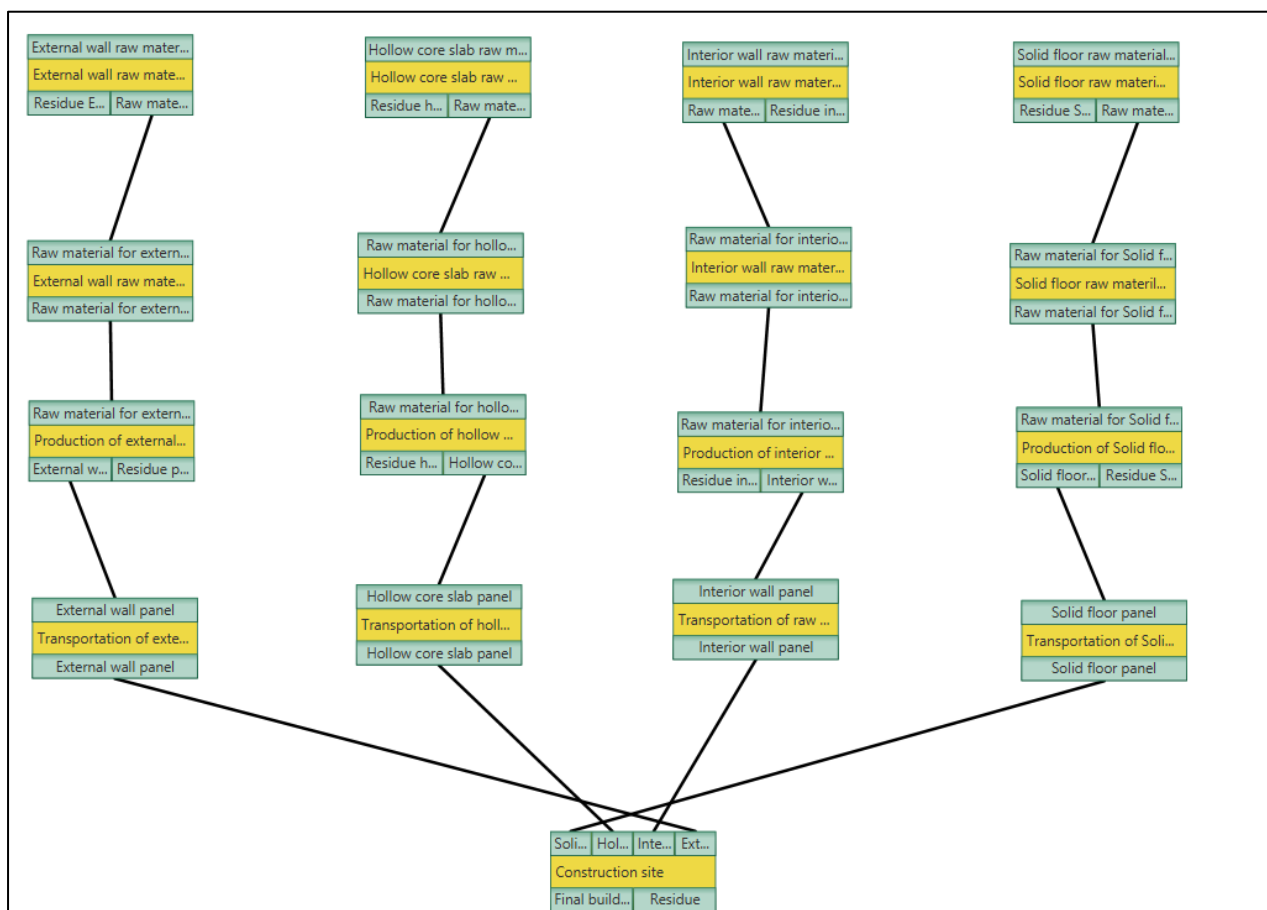 External wall raw mater...
External wall raw mate...
Residue E... Raw mate...
Hollow core slab raw m...
Hollow core slab raw ...
Residue h... Raw mate...
Interior wall raw materi...
Interior wall raw mater...
Raw mate... Residue in...
Solid floor raw material...
Solid floor raw materi...
Residue S... Raw mate...
Raw material for extern...
External wall raw mate...
Raw material for extern...
Raw material for hollo...
Hollow core slab raw ...
Raw material for hollo...
Raw material for interio...
Interior wall raw mater...
Raw material for interio...
Raw material for Solid f...
Solid floor raw materil...
Raw material for Solid f...
Raw material for extern...
Production of external...
External w... Residue p...
Raw material for hollo...
Production of hollow ...
Residue h... Hollow co...
Raw material for interio...
Production of interior ...
Residue in... Interior w...
Raw material for Solid f...
Production of Solid flo...
Solid floor... Residue S...
External wall panel
Transportation of exte...
External wall panel
Hollow core slab panel
Transportation of holl...
Hollow core slab panel
Interior wall panel
Transportation of raw ...
Interior wall panel
Solid floor panel
Transportation of Soli...
Solid floor panel
Soli... Hol... Inte... Ext...
Construction site
Final build... Residue